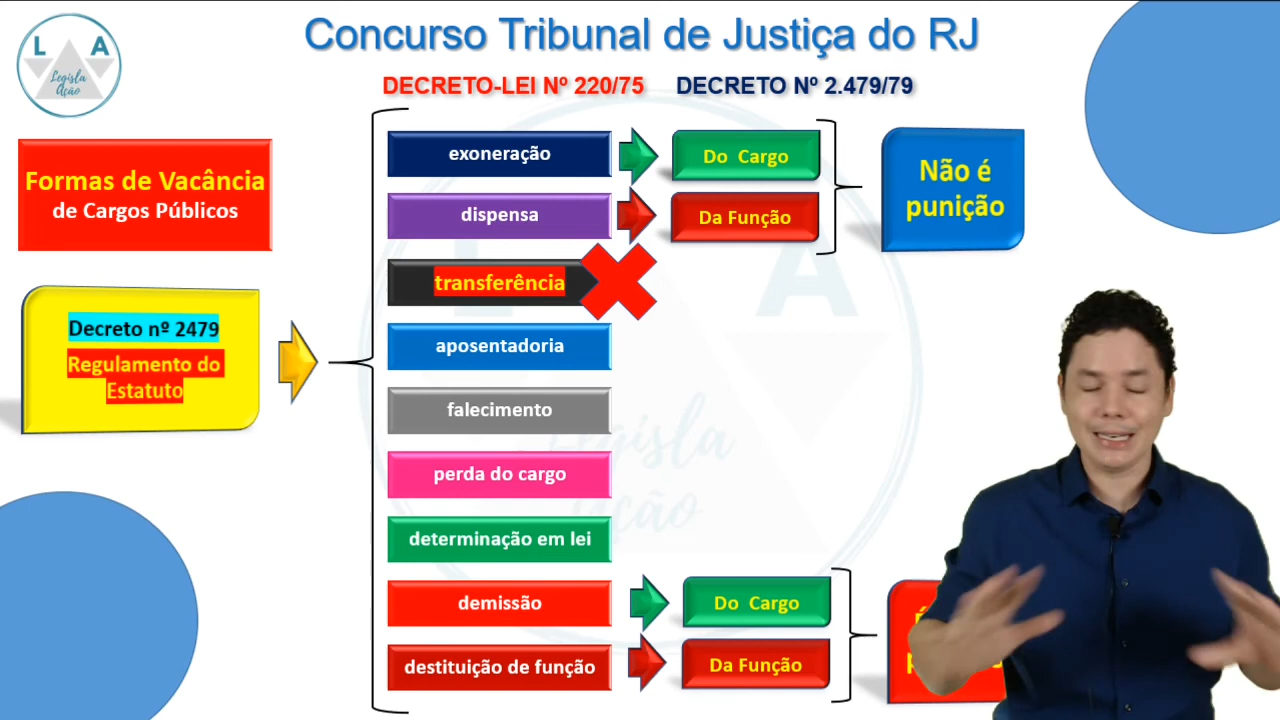 Concurso Tribunal de Justiça do RJ
L A
Legisla
Ação
DECRETO-LEI Nº 220/75 DECRETO Nº 2.479/79
Formas de Vacância
de Cargos Públicos
Decreto nº 2479
Regulamento do
Estatuto
exoneração
Do Cargo
dispensa
Da Função
Não é
punição
transferência
aposentadoria
falecimento
perda do cargo
determinação em lei
demissão
Do Cargo
destituição de função
Da Função
L A
Legisla
Ação